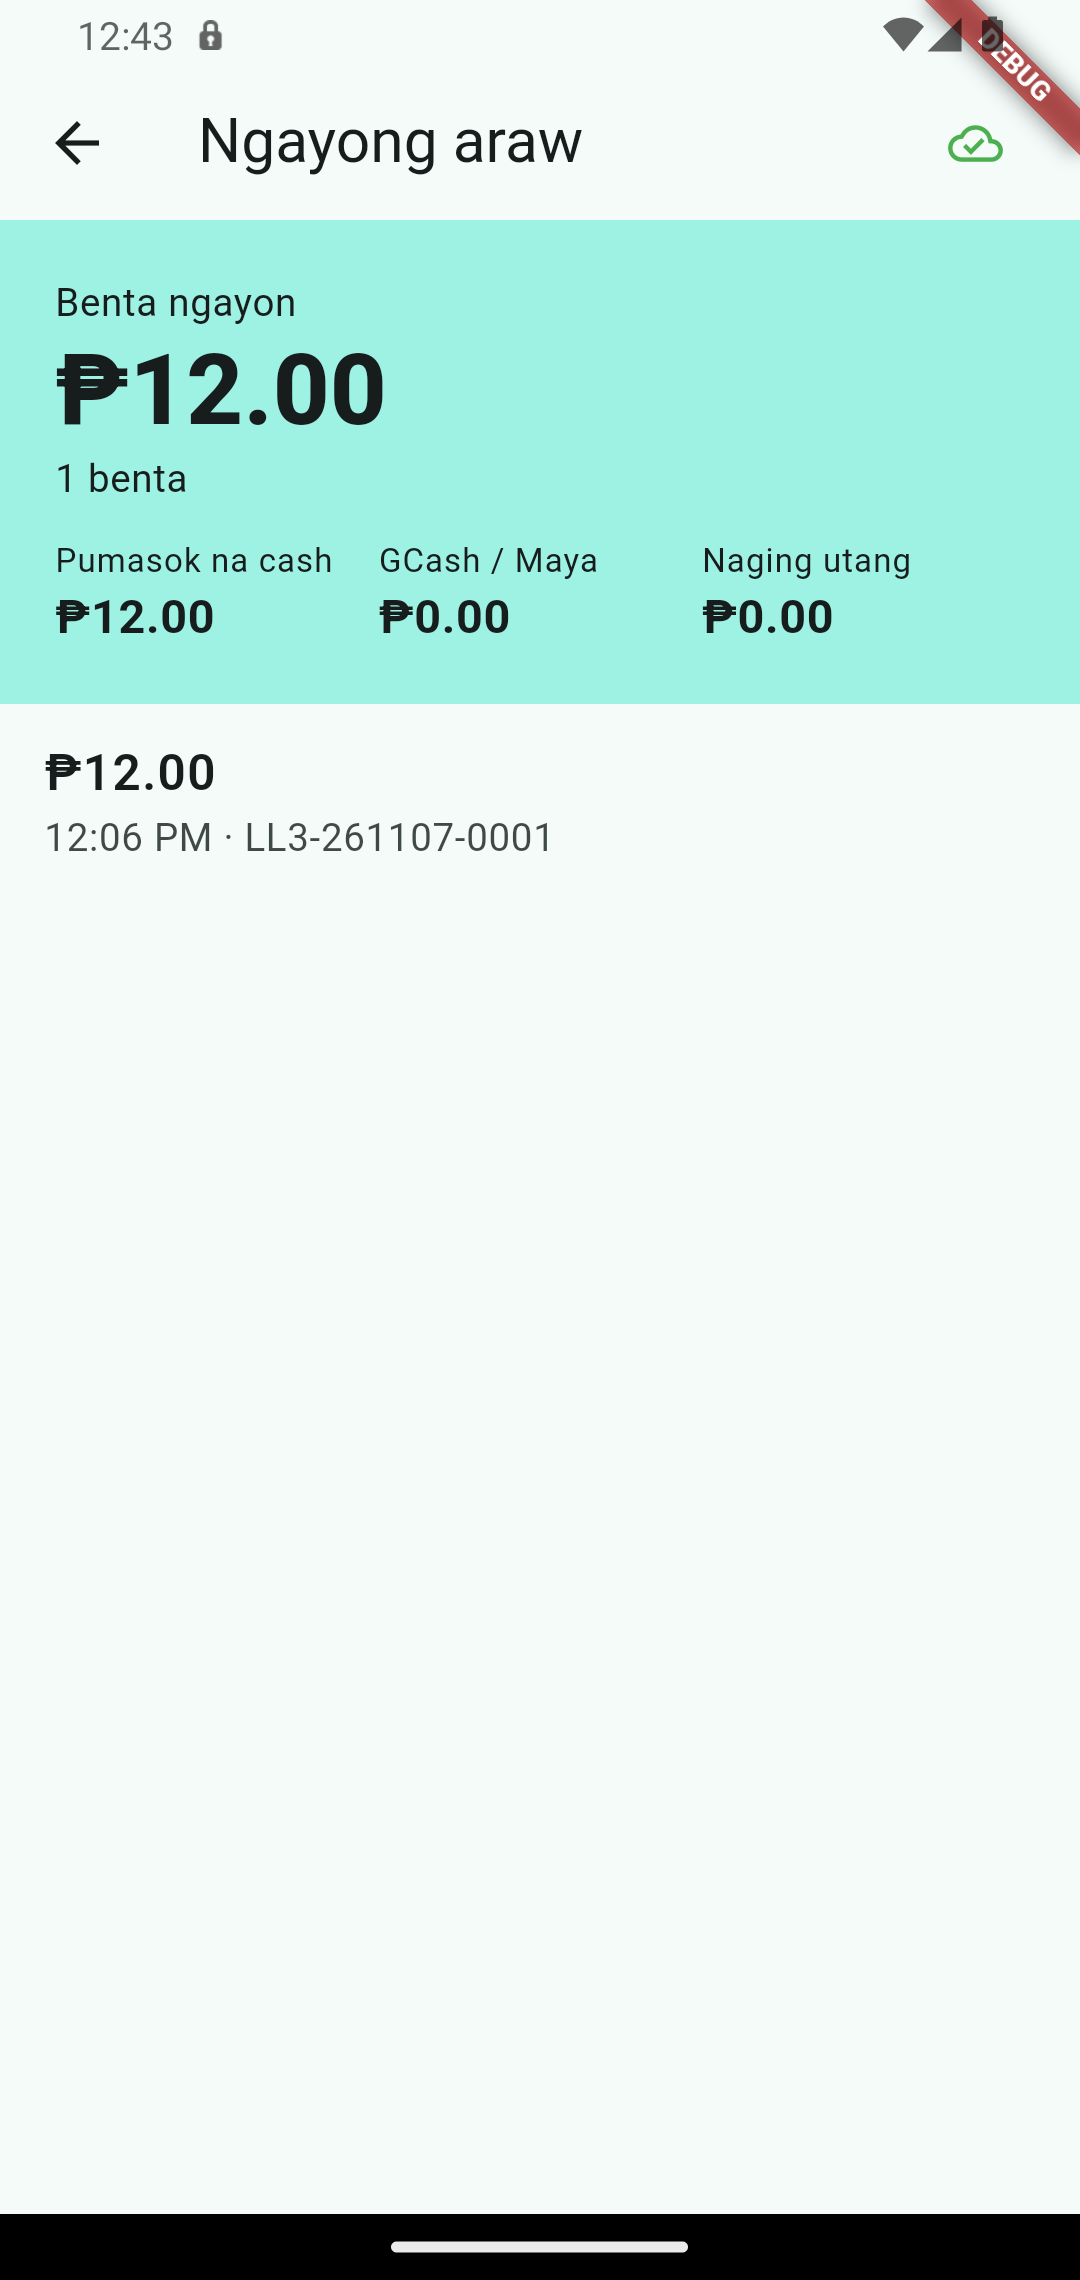 12:43
DEBUG
Ngayong araw
Benta ngayon
₱12.00
1 benta
Pumasok na cash GCash / Maya Naging utang
₱12.00 ₱0.00 ₱0.00
₱12.00
12:06 PM · LL3-261107-0001